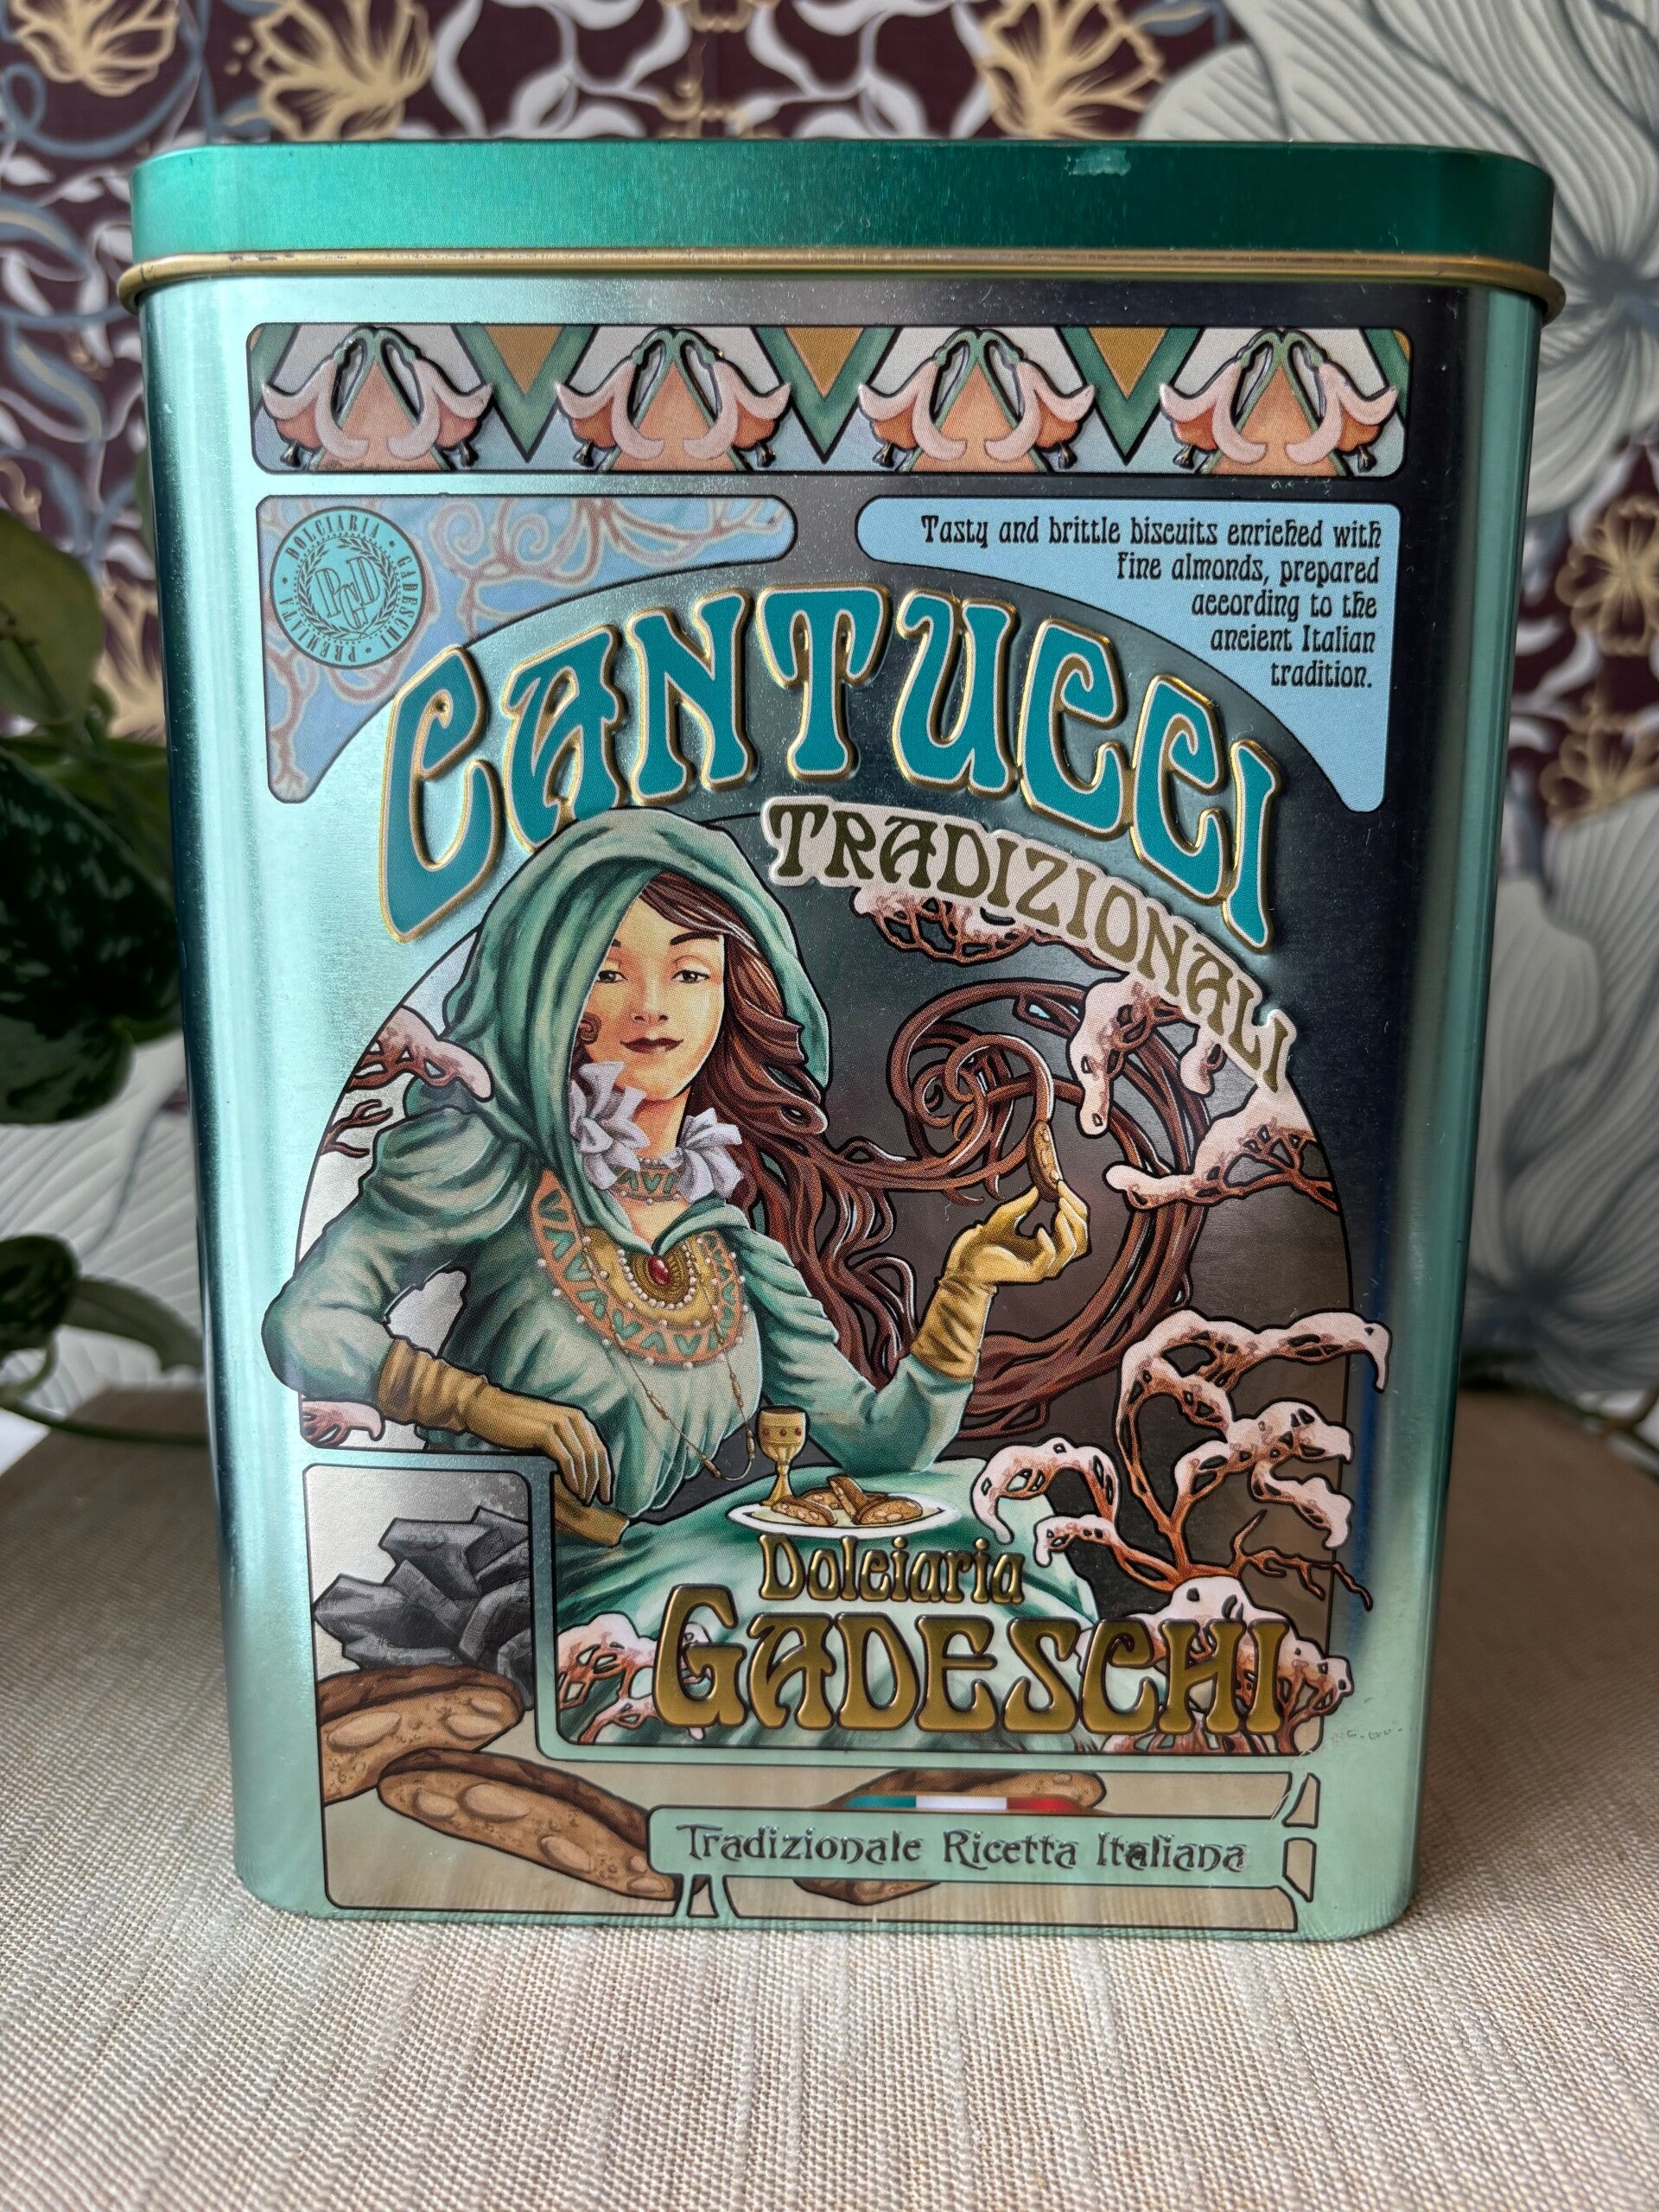 DOLCIARIA • GADESCHI • PREMIATA •
PGD
Tasty and brittle biscuits enriched with
fine almonds, prepared
according to the
ancient Italian
tradition.
CANTUCCI
TRADIZIONALI
Dolciaria
GADESCHI
Tradizionale Ricetta Italiana